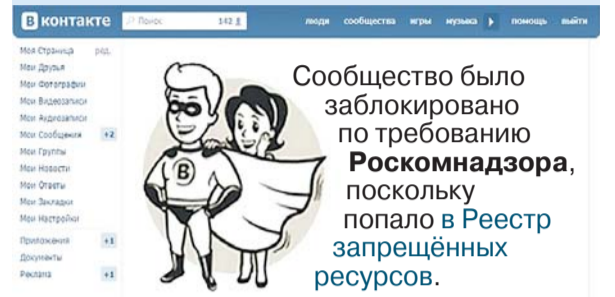 В контакте Поиск 142 люди сообщества игры музыка помощь выйти
Моя Страница ред.
Мои Друзья
Мои Фотографии
Мои Видеозаписи
Мои Аудиозаписи
Мои Сообщения +2
Мои Группы
Мои Новости
Мои Ответы
Мои Закладки
Мои Настройки
Приложения +1
Документы
Реклама +1
В
Сообщество было
заблокировано
по требованию
Роскомнадзора,
поскольку
попало в Реестр
запрещённых
ресурсов.